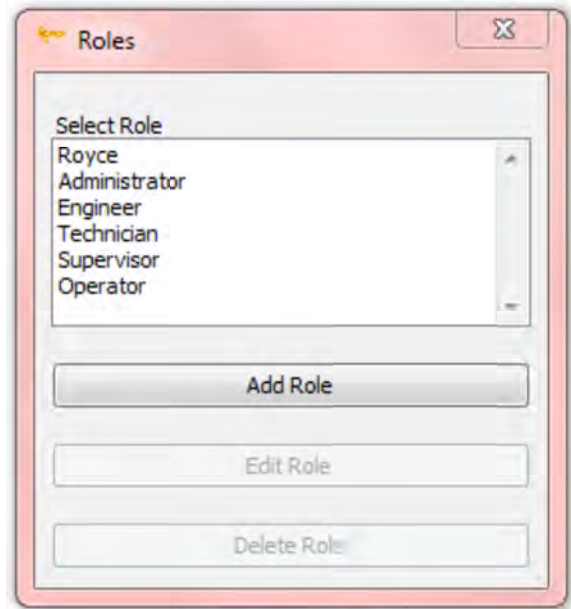 Roles
Select Role
Royce
Administrator
Engineer
Technician
Supervisor
Operator
Add Role
Edit Role
Delete Role